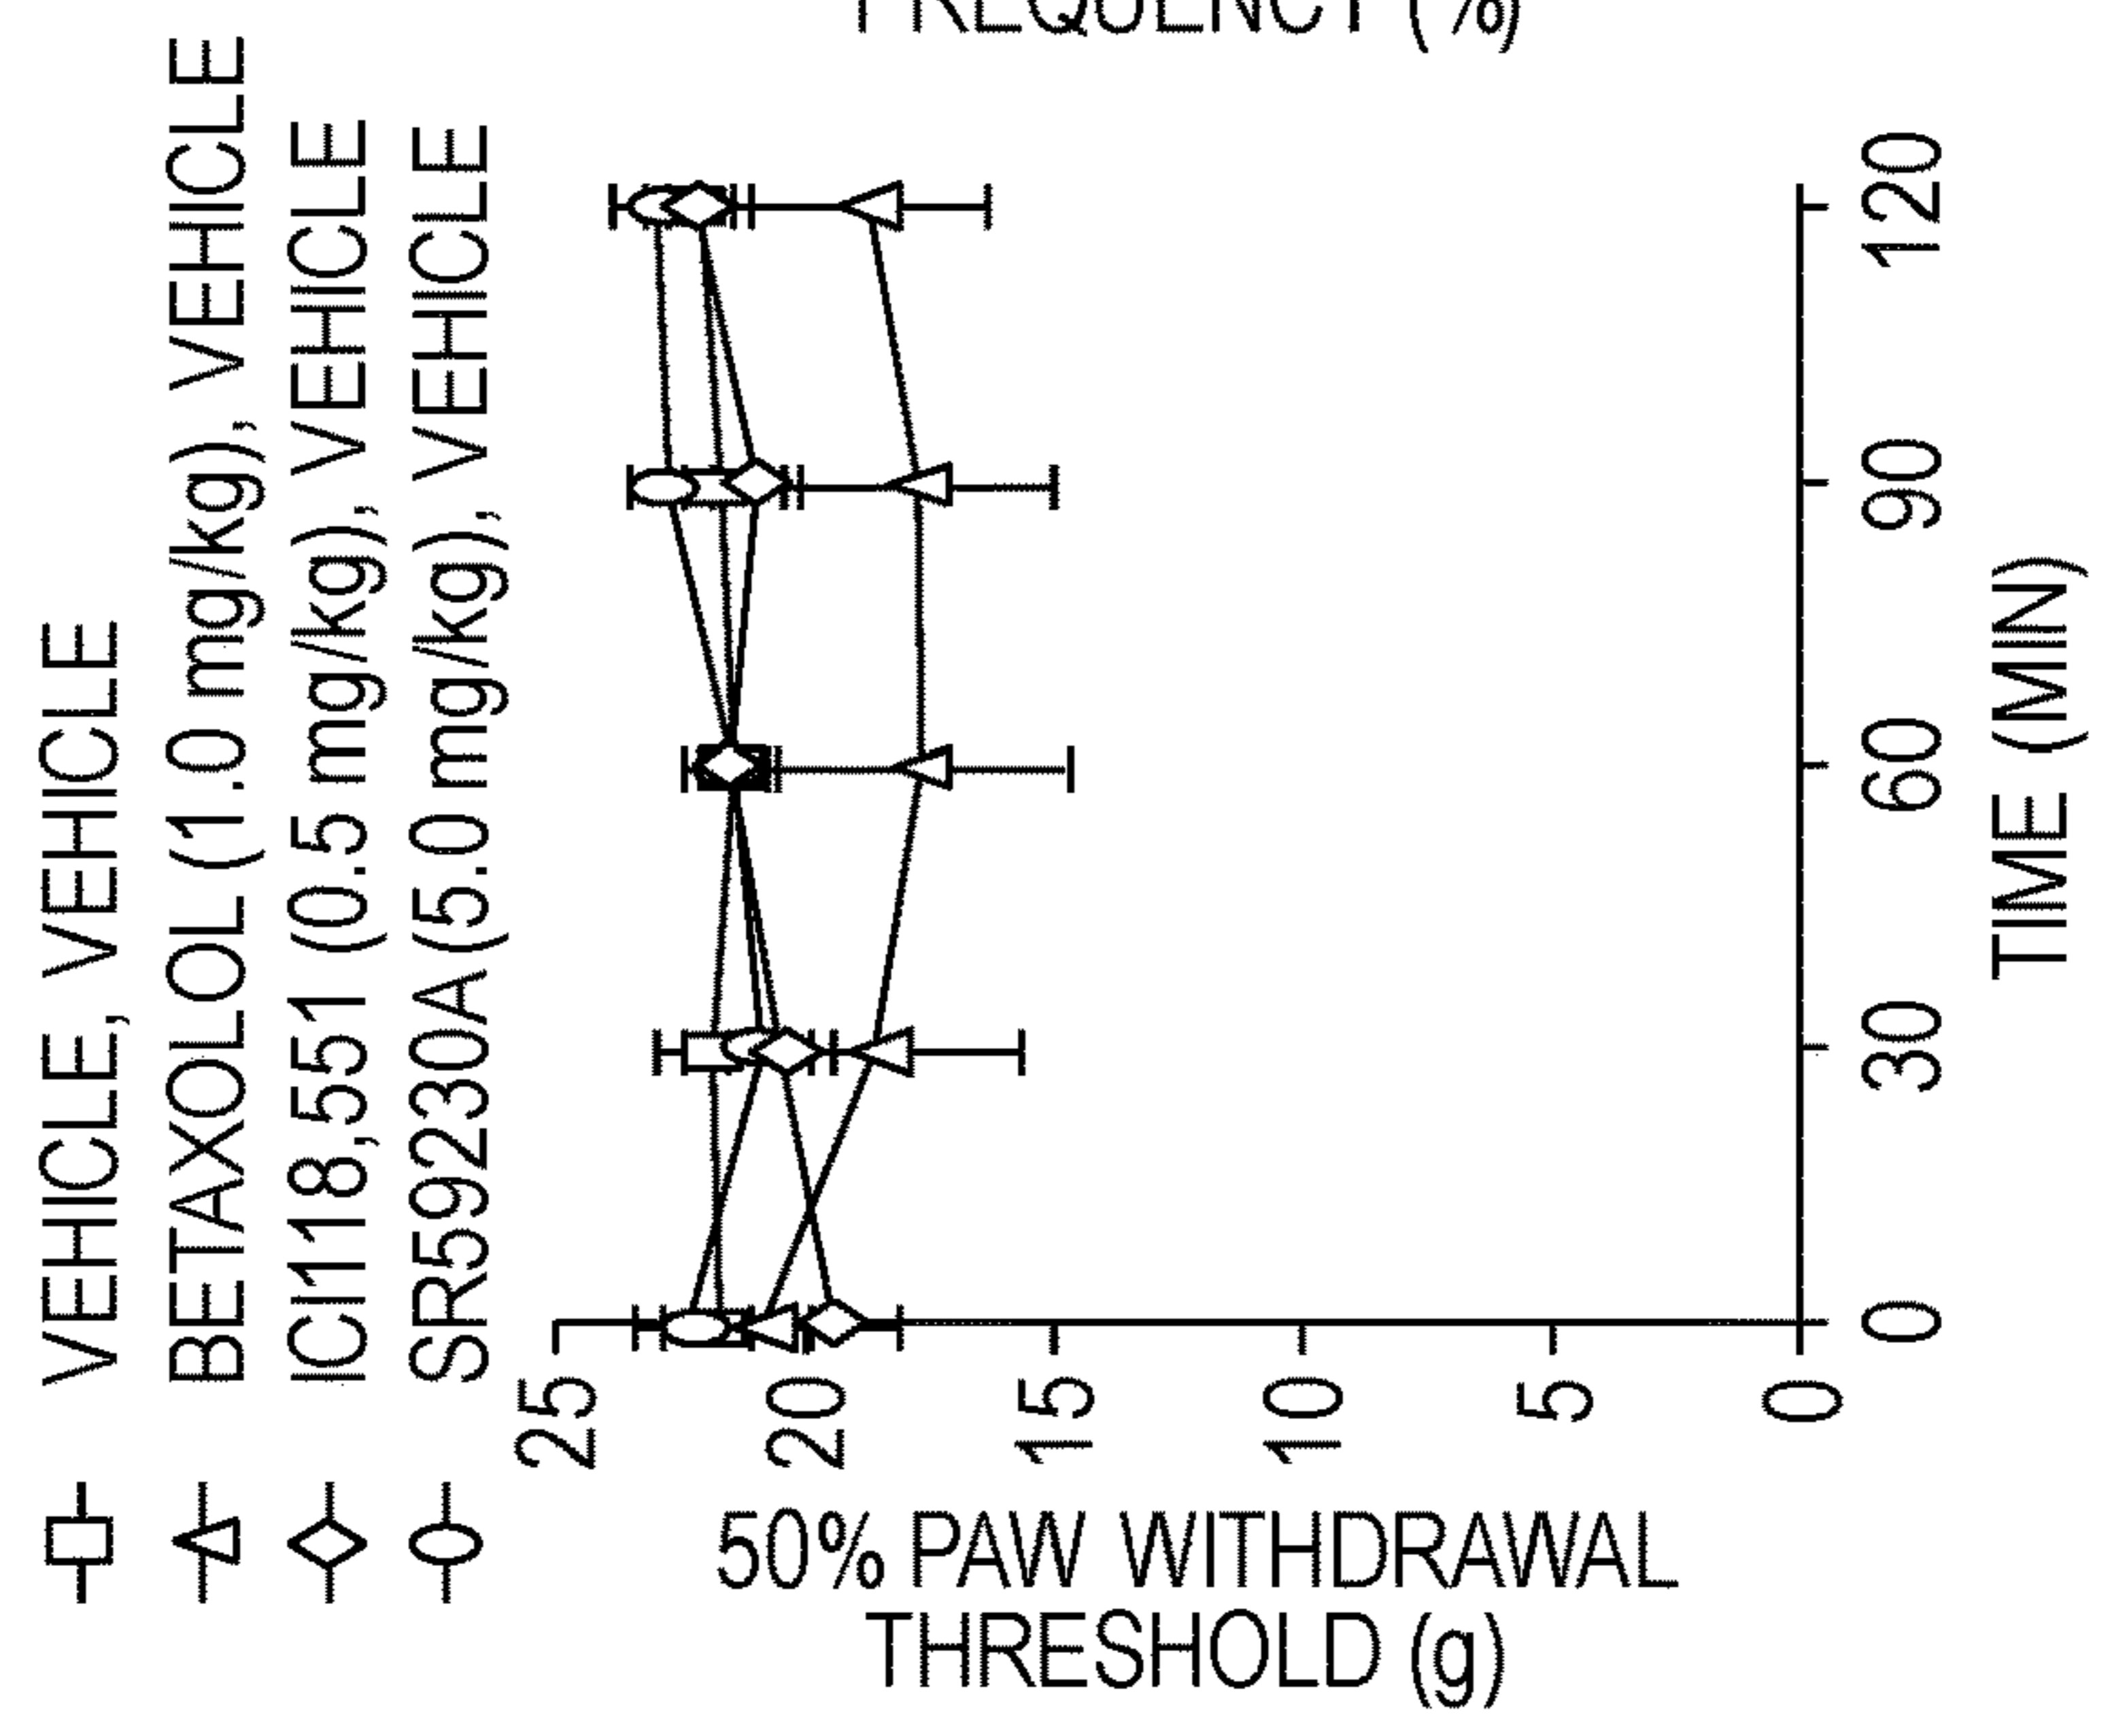 VEHICLE, VEHICLE
BETAXOLOL (1.0 mg/kg), VEHICLE
ICI118,551 (0.5 mg/kg), VEHICLE
SR59230A (5.0 mg/kg), VEHICLE
50% PAW WITHDRAWAL
THRESHOLD (g)
25
20
15
10
5
0
0
30
60
90
120
TIME (MIN)
FREQUENCY (%)